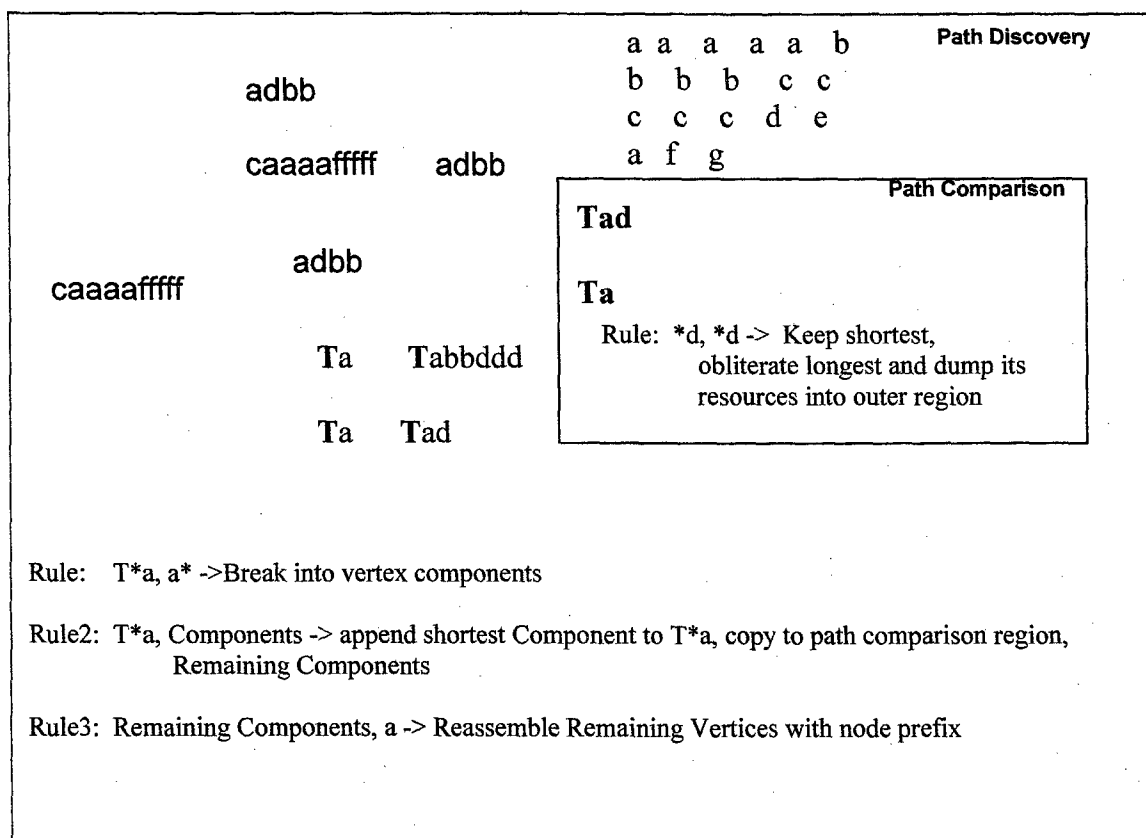 Path Discovery
a a a a a b
b b b c c
c c c d e
a f g
adbb
caaaafffff adbb
adbb
caaaafffff
Ta Tabbddd
Ta Tad
Path Comparison
Tad
Ta
Rule: *d, *d -> Keep shortest,
obliterate longest and dump its
resources into outer region
Rule: T*a, a* ->Break into vertex components
Rule2: T*a, Components -> append shortest Component to T*a, copy to path comparison region,
Remaining Components
Rule3: Remaining Components, a -> Reassemble Remaining Vertices with node prefix